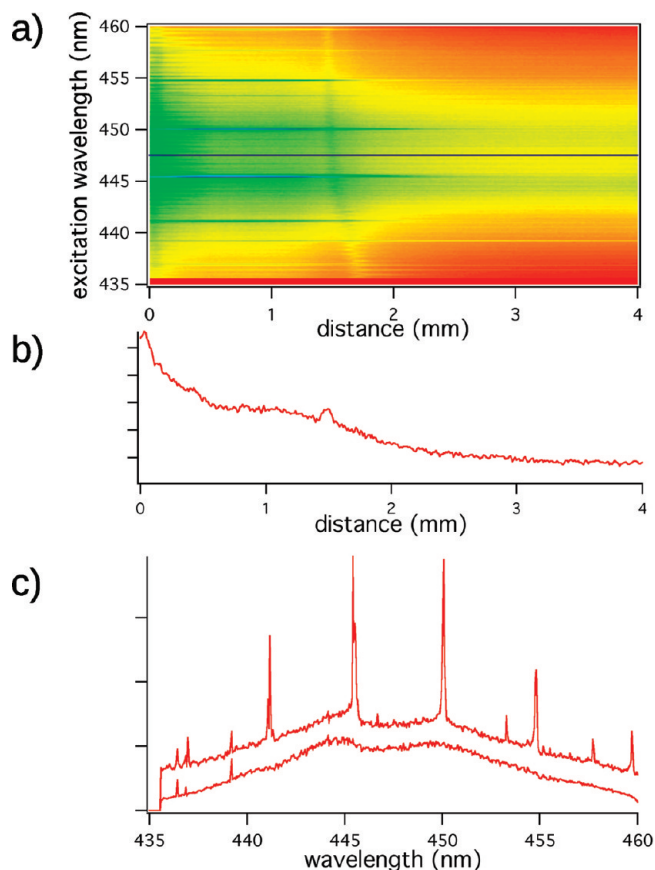 a)
excitation wavelength (nm)
460
455
450
445
440
435
0 1 2 3 4
distance (mm)
b)
0 1 2 3 4
distance (mm)
c)
435 440 445 450 455 460
wavelength (nm)